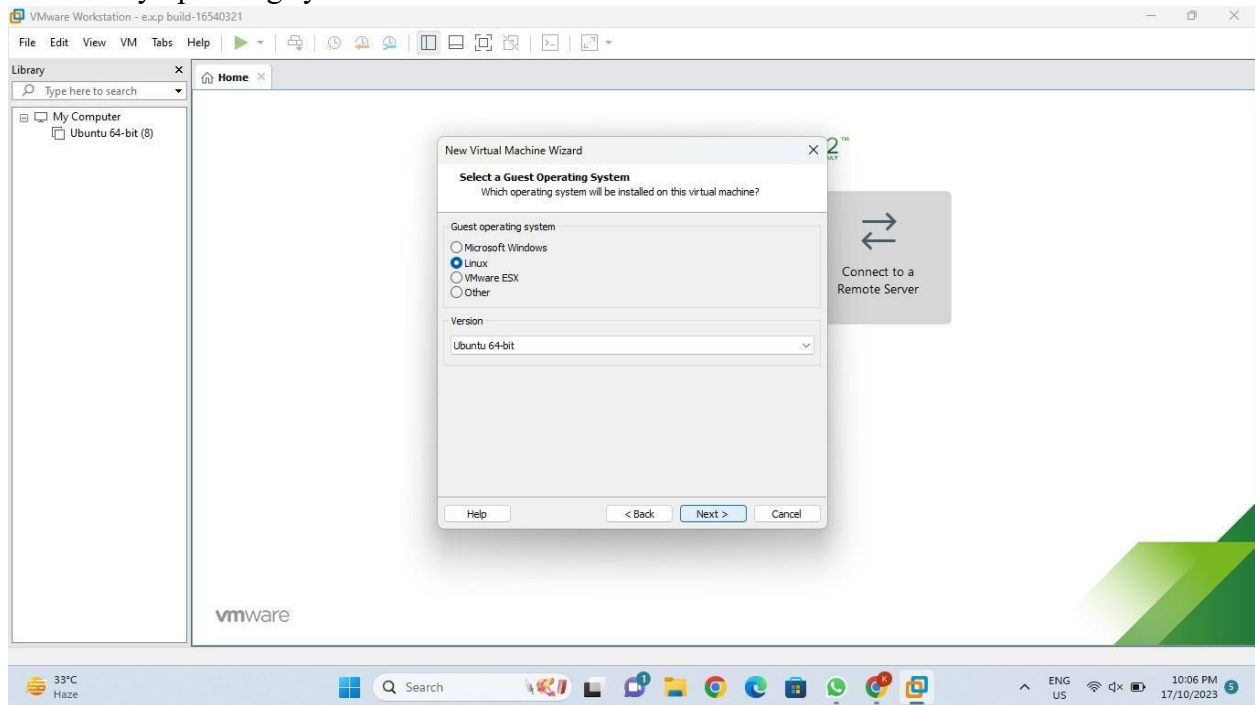 VMware Workstation - e.x.p build-16540321
File Edit View VM Tabs Help
Library
Type here to search
My Computer
Ubuntu 64-bit (8)
Home
2™
New Virtual Machine Wizard
Select a Guest Operating System
Which operating system will be installed on this virtual machine?
Guest operating system
Microsoft Windows
Linux
VMware ESX
Other
Version
Ubuntu 64-bit
Help < Back Next > Cancel
Connect to a
Remote Server
vmware
33°C
Haze
Search
1
K
ENG
US
10:06 PM
17/10/2023
5